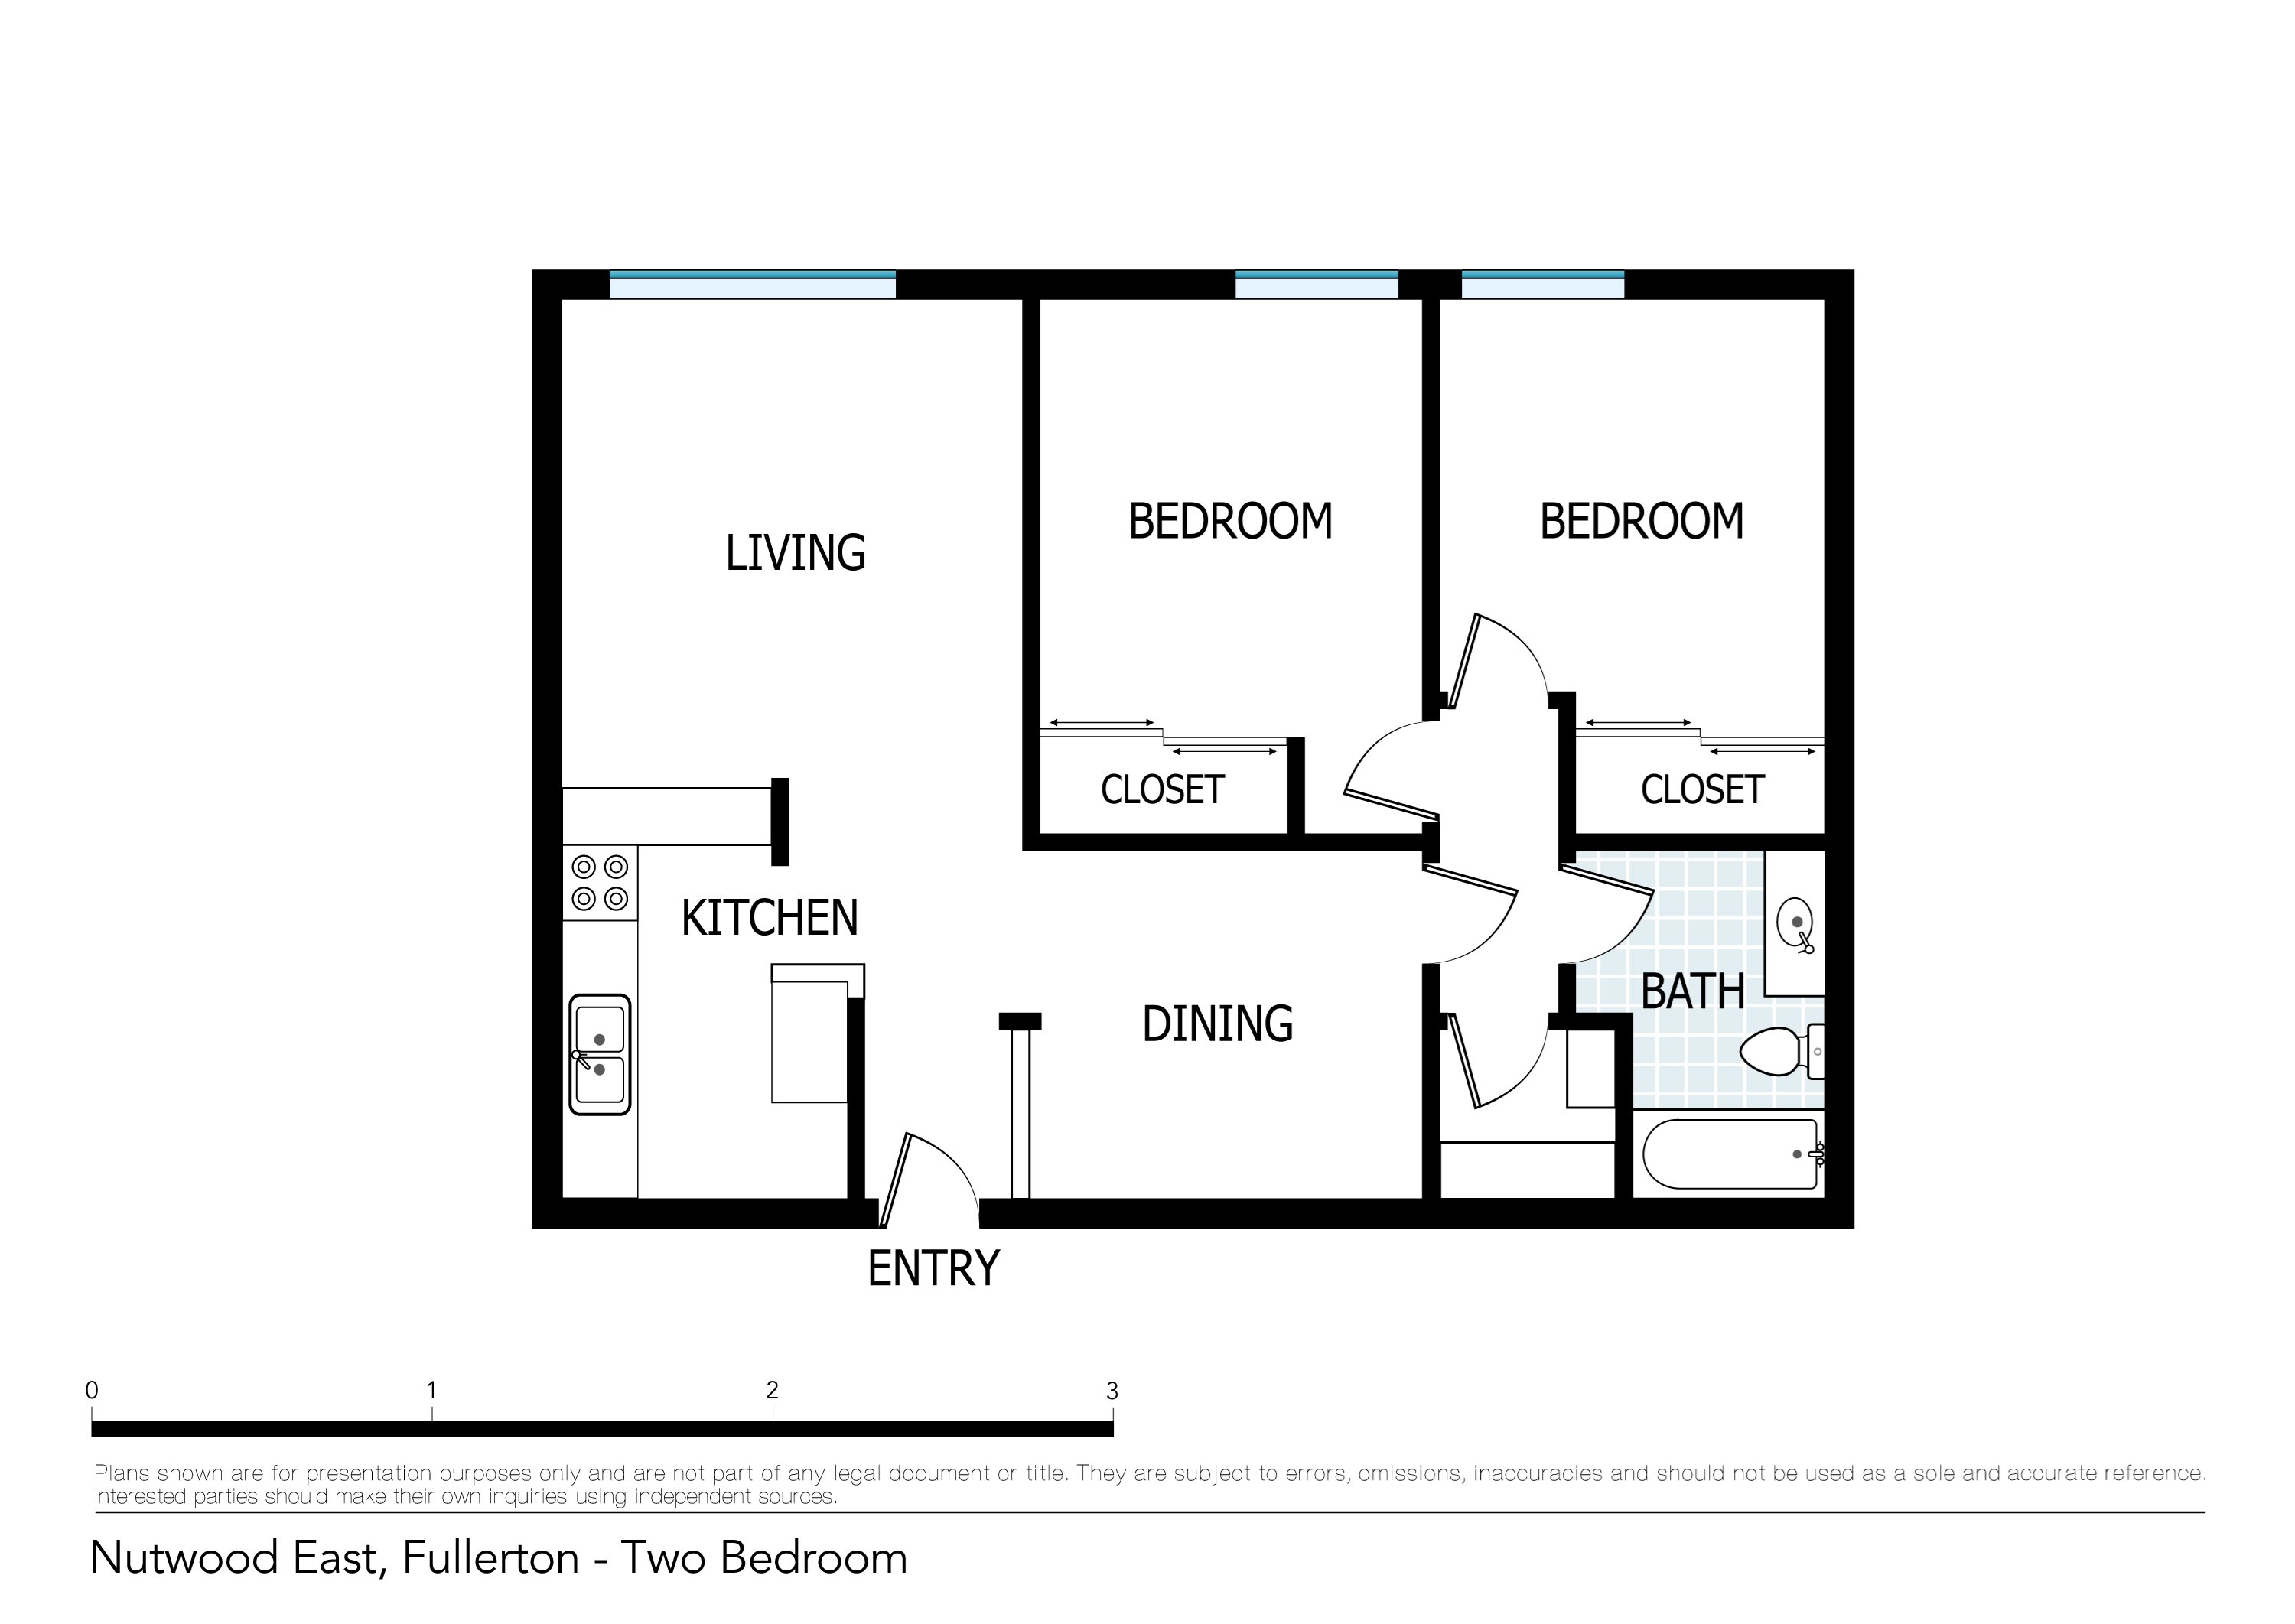 LIVING
BEDROOM
BEDROOM
CLOSET
CLOSET
KITCHEN
BATH
DINING
ENTRY
0 1 2 3
Plans shown are for presentation purposes only and are not part of any legal document or title. They are subject to errors, omissions, inaccuracies and should not be used as a sole and accurate reference.
Interested parties should make their own inquiries using independent sources.
Nutwood East, Fullerton - Two Bedroom